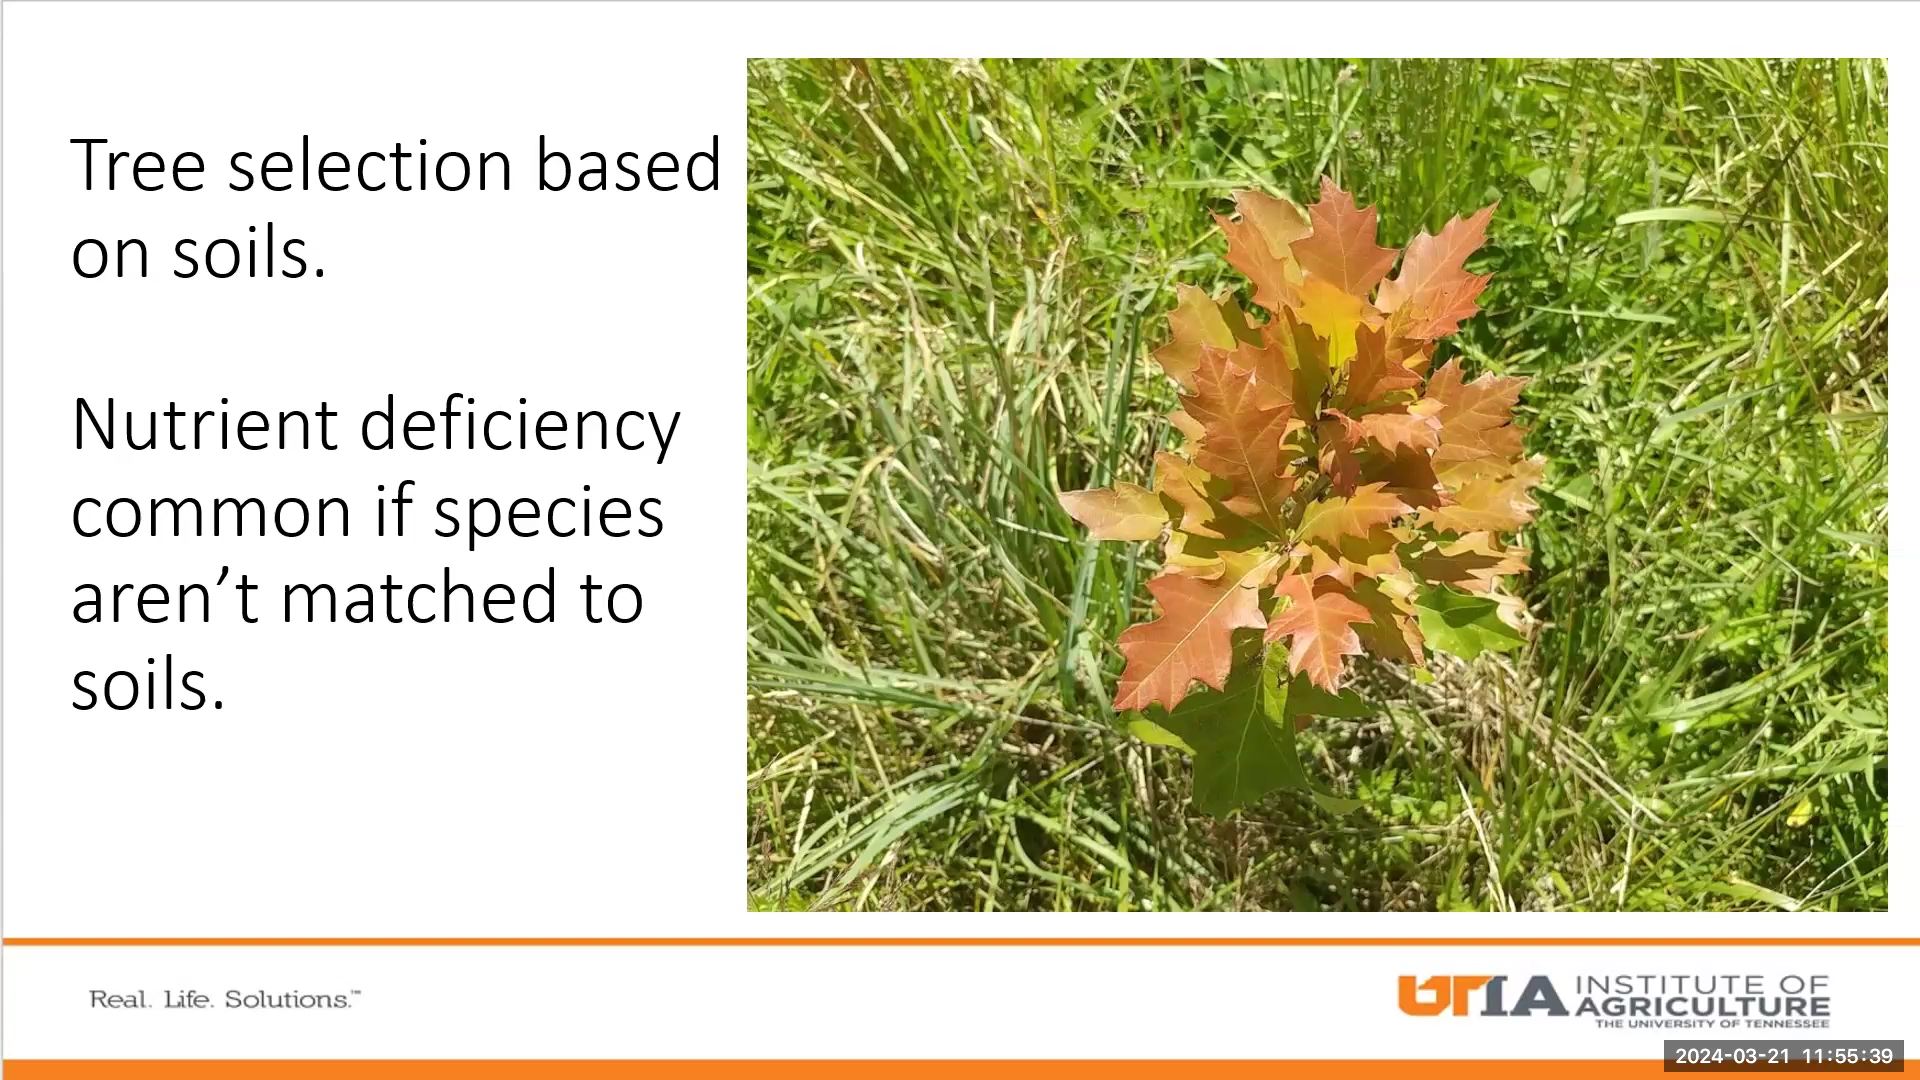 Tree selection based
on soils.
Nutrient deficiency
common if species
aren’t matched to
soils.
Real. Life. Solutions.™
UTIA INSTITUTE OF
AGRICULTURE
THE UNIVERSITY OF TENNESSEE
2024-03-21 11:55:39